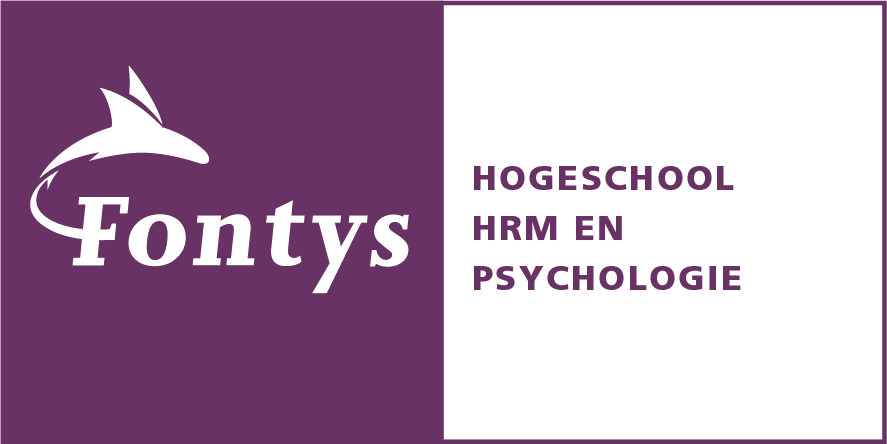 Fontys
HOGESCHOOL
HRM EN
PSYCHOLOGIE